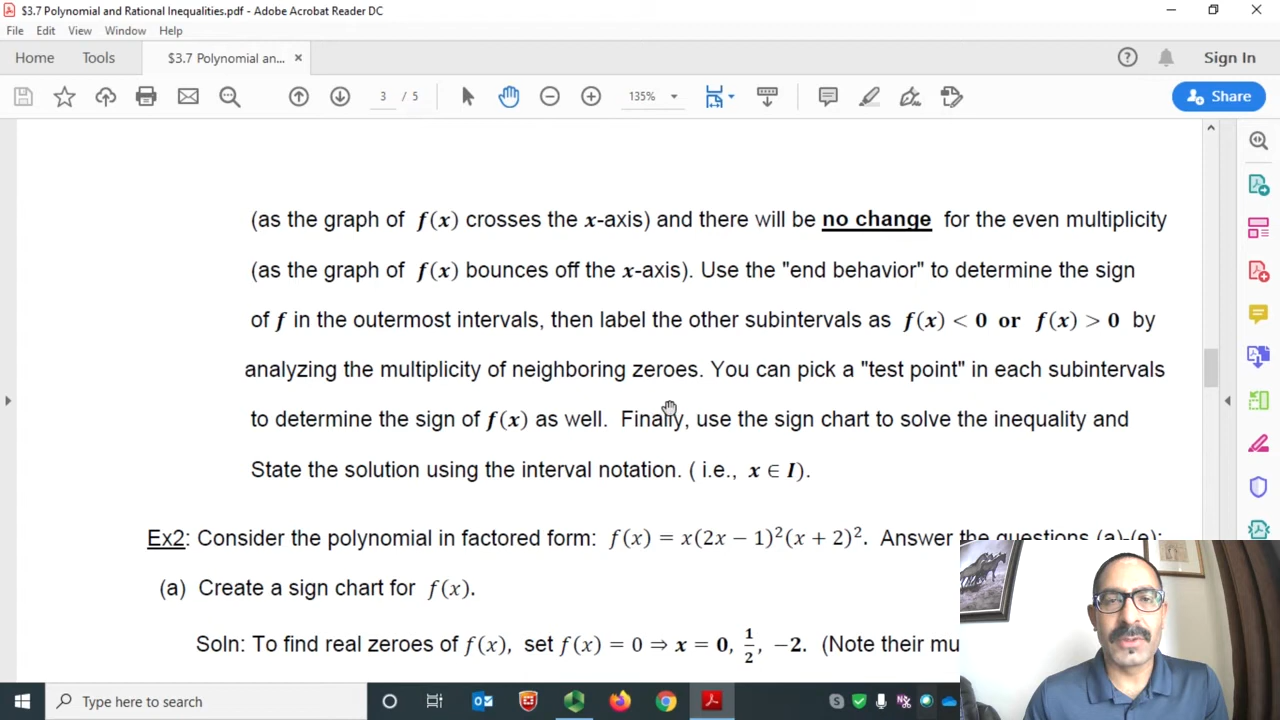 $3.7 Polynomial and Rational Inequalities.pdf - Adobe Acrobat Reader DC
File Edit View Window Help
Home Tools $3.7 Polynomial an... × Sign In
3 / 5 135% Share
(as the graph of f(x) crosses the x-axis) and there will be no change for the even multiplicity
(as the graph of f(x) bounces off the x-axis). Use the "end behavior" to determine the sign
of f in the outermost intervals, then label the other subintervals as f(x) < 0 or f(x) > 0 by
analyzing the multiplicity of neighboring zeroes. You can pick a "test point" in each subintervals
to determine the sign of f(x) as well. Finally, use the sign chart to solve the inequality and
State the solution using the interval notation. ( i.e., x ∈ I).
Ex2: Consider the polynomial in factored form: f(x) = x(2x − 1)²(x + 2)². Answer the questions (a)-(e):
(a) Create a sign chart for f(x).
Soln: To find real zeroes of f(x), set f(x) = 0 ⇒ x = 0, 1/2, −2. (Note their mu
Type here to search